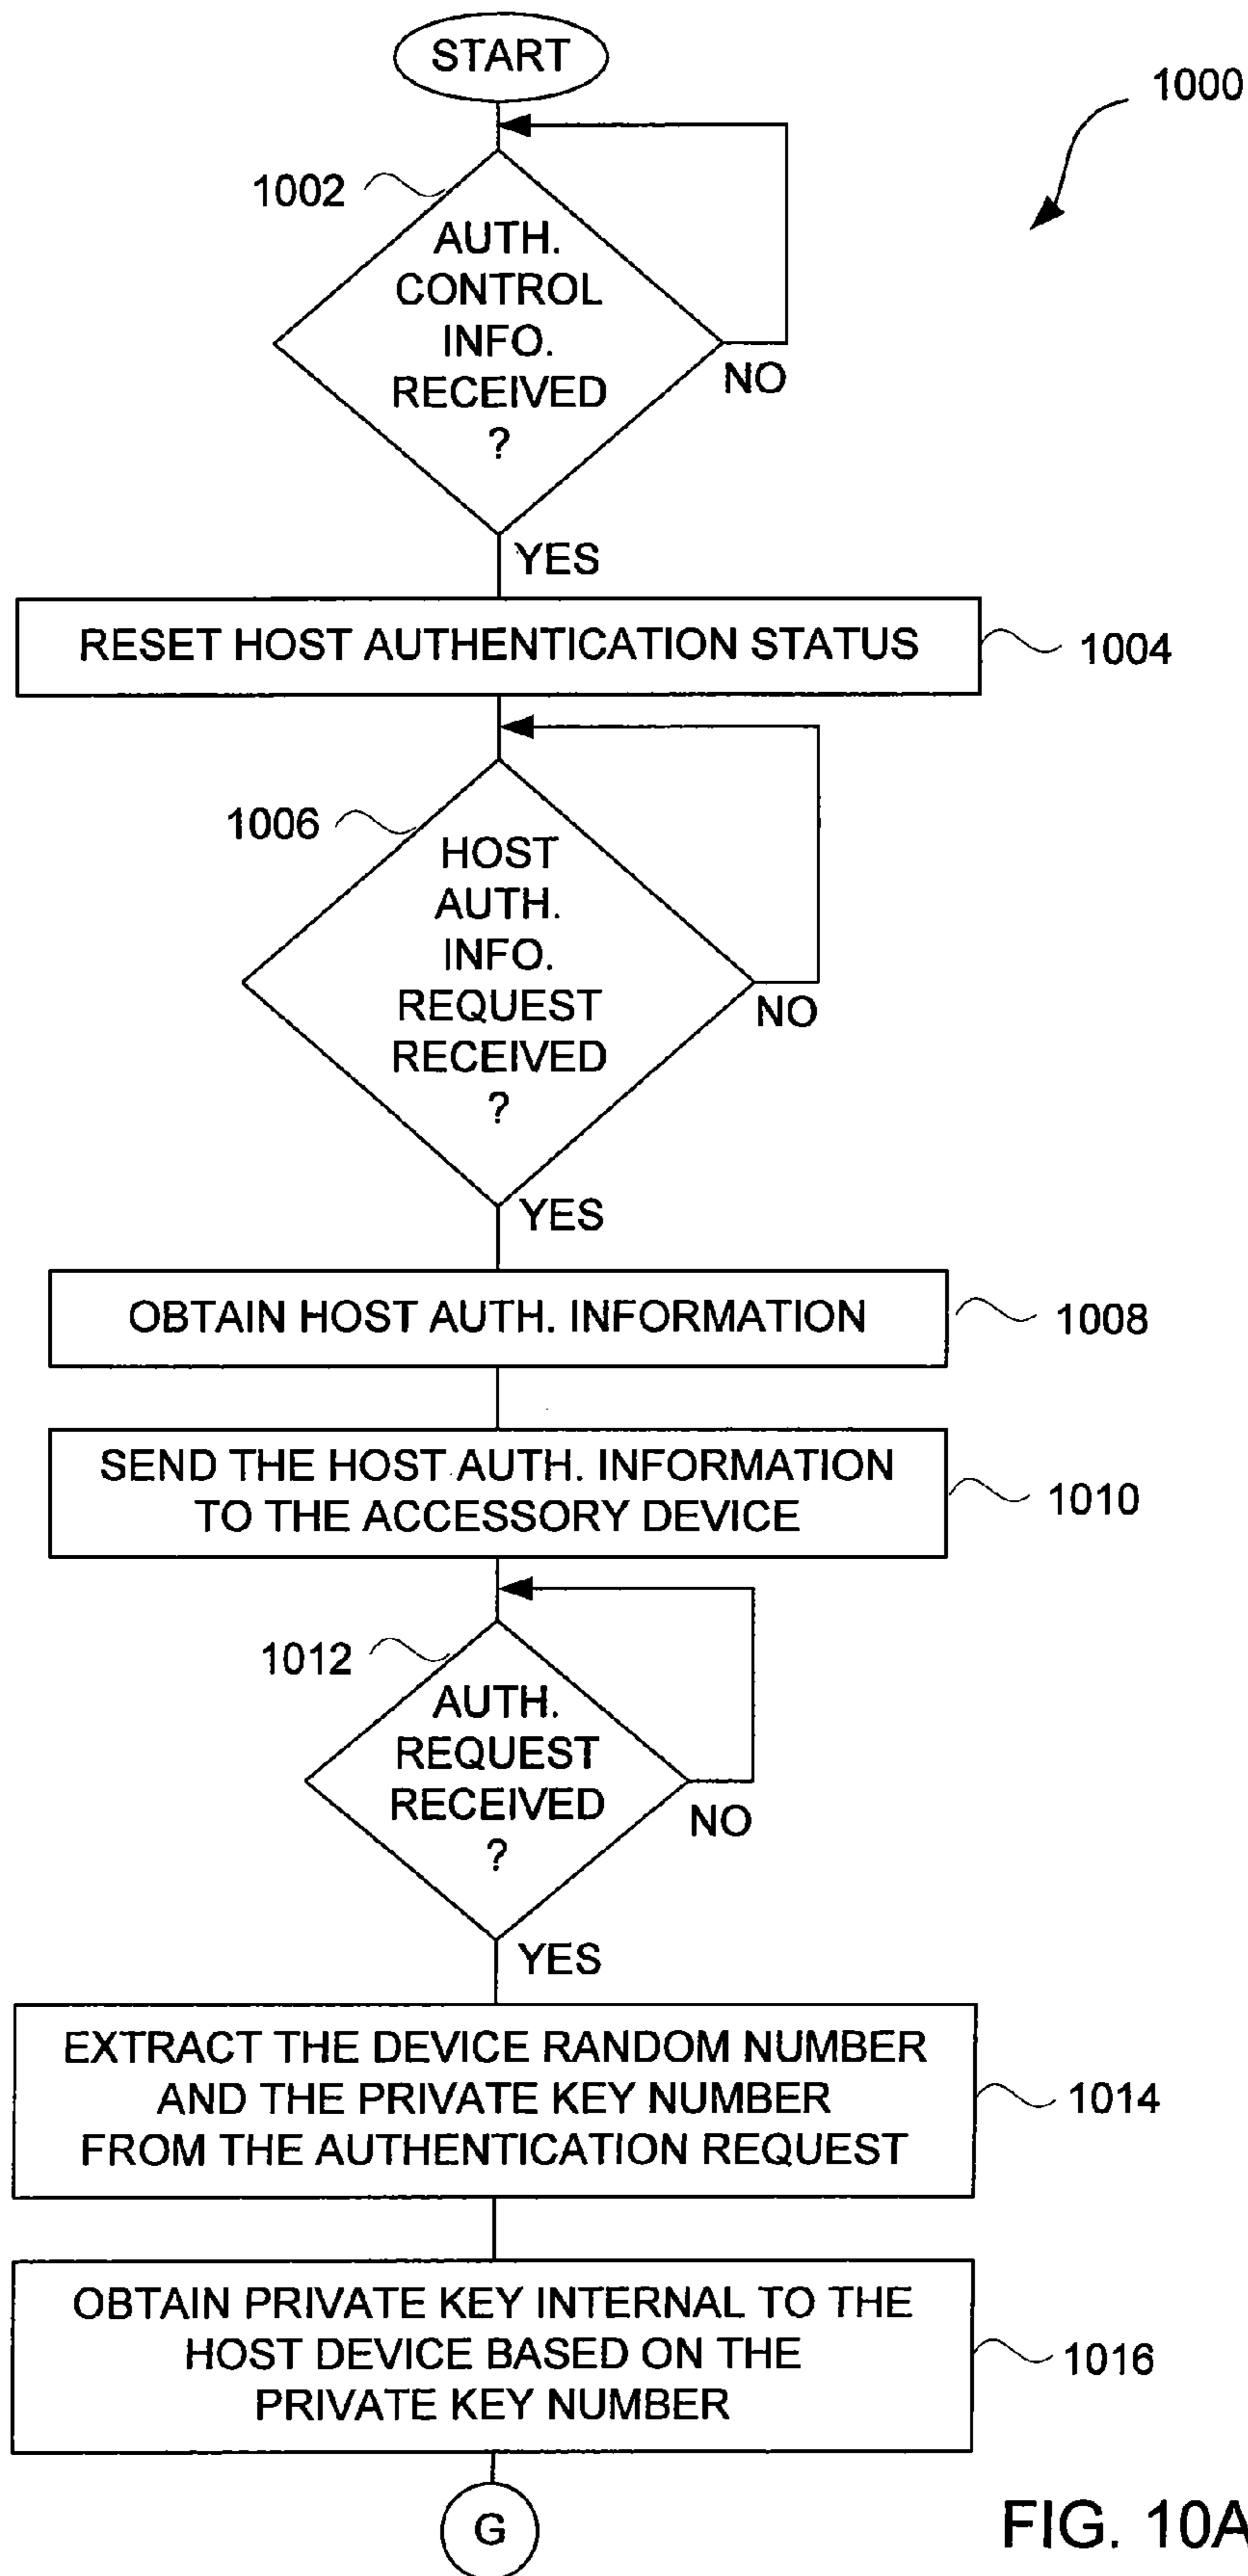 START
1000
1002
AUTH.
CONTROL
INFO.
RECEIVED
?
NO
YES
RESET HOST AUTHENTICATION STATUS
1004
1006
HOST
AUTH.
INFO.
REQUEST
RECEIVED
?
NO
YES
OBTAIN HOST AUTH. INFORMATION
1008
SEND THE HOST AUTH. INFORMATION
TO THE ACCESSORY DEVICE
1010
1012
AUTH.
REQUEST
RECEIVED
?
NO
YES
EXTRACT THE DEVICE RANDOM NUMBER
AND THE PRIVATE KEY NUMBER
FROM THE AUTHENTICATION REQUEST
1014
OBTAIN PRIVATE KEY INTERNAL TO THE
HOST DEVICE BASED ON THE
PRIVATE KEY NUMBER
1016
G
FIG. 10A